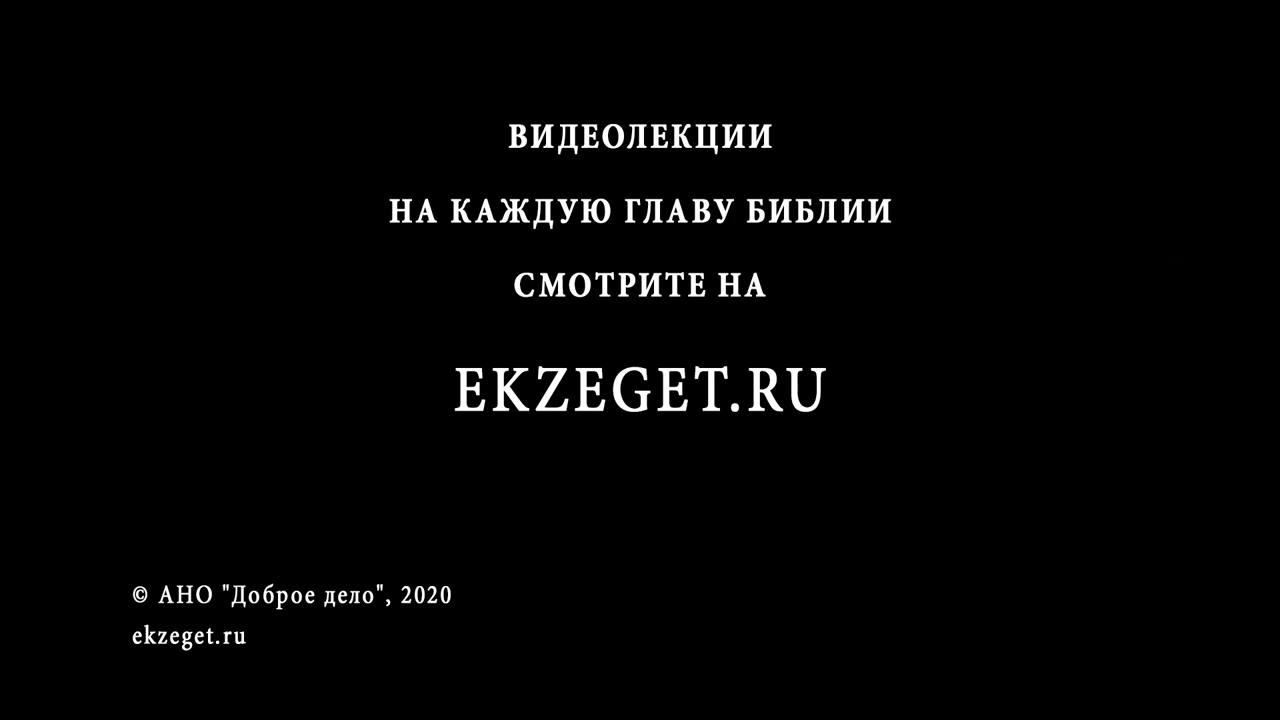 ВИДЕОЛЕКЦИИ
НА КАЖДУЮ ГЛАВУ БИБЛИИ
СМОТРИТЕ НА
EKZEGET.RU
© АНО "Доброе дело", 2020
ekzeget.ru